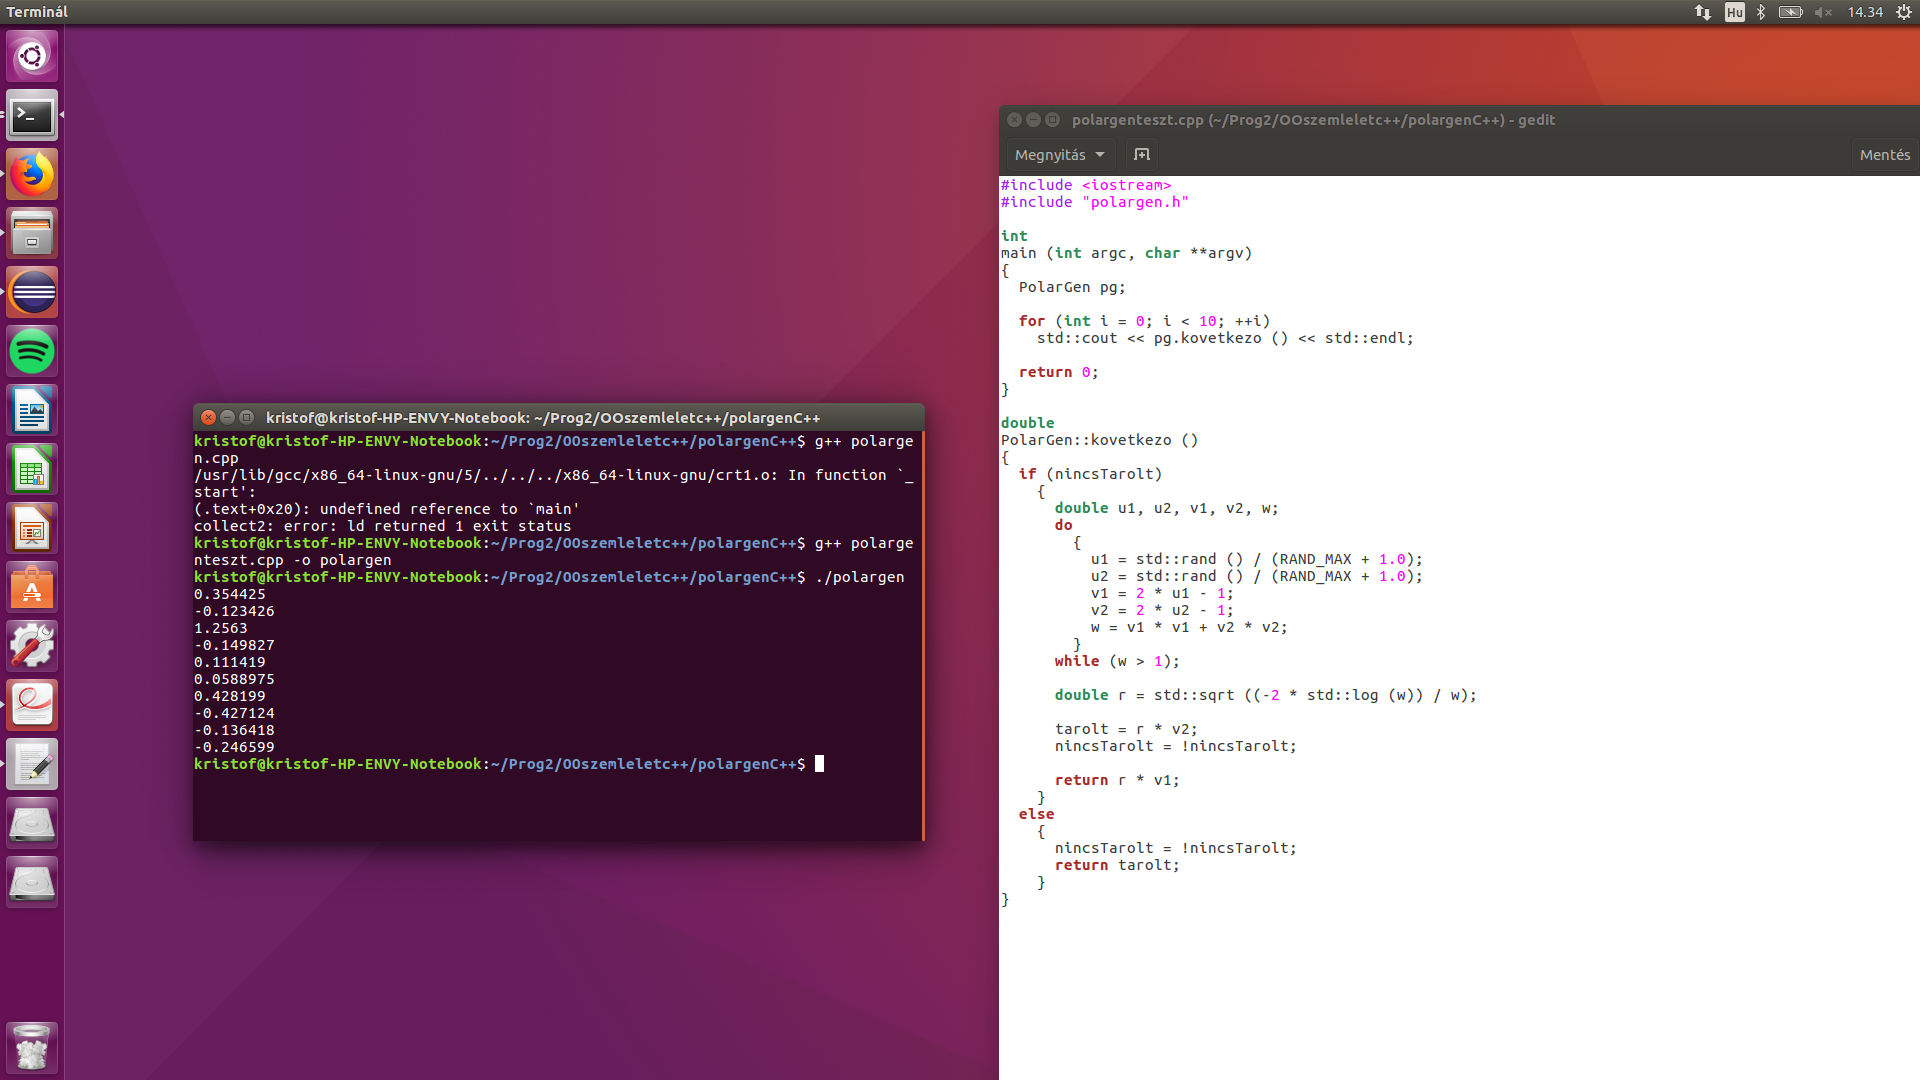 Terminál
Hu
14.34
kristof@kristof-HP-ENVY-Notebook: ~/Prog2/OOszemleletc++/polargenC++
kristof@kristof-HP-ENVY-Notebook:~/Prog2/OOszemleletc++/polargenC++$ g++ polarge
n.cpp
/usr/lib/gcc/x86_64-linux-gnu/5/../../../x86_64-linux-gnu/crt1.o: In function `_
start':
(.text+0x20): undefined reference to `main'
collect2: error: ld returned 1 exit status
kristof@kristof-HP-ENVY-Notebook:~/Prog2/OOszemleletc++/polargenC++$ g++ polarge
nteszt.cpp -o polargen
kristof@kristof-HP-ENVY-Notebook:~/Prog2/OOszemleletc++/polargenC++$ ./polargen
0.354425
-0.123426
1.2563
-0.149827
0.111419
0.0588975
0.428199
-0.427124
-0.136418
-0.246599
kristof@kristof-HP-ENVY-Notebook:~/Prog2/OOszemleletc++/polargenC++$
polargenteszt.cpp (~/Prog2/OOszemleletc++/polargenC++) - gedit
Megnyitás
Mentés
#include <iostream>
#include "polargen.h"
int
main (int argc, char **argv)
{
PolarGen pg;
for (int i = 0; i < 10; ++i)
std::cout << pg.kovetkezo () << std::endl;
return 0;
}
double
PolarGen::kovetkezo ()
{
if (nincsTarolt)
{
double u1, u2, v1, v2, w;
do
{
u1 = std::rand () / (RAND_MAX + 1.0);
u2 = std::rand () / (RAND_MAX + 1.0);
v1 = 2 * u1 - 1;
v2 = 2 * u2 - 1;
w = v1 * v1 + v2 * v2;
}
while (w > 1);
double r = std::sqrt ((-2 * std::log (w)) / w);
tarolt = r * v2;
nincsTarolt = !nincsTarolt;
return r * v1;
}
else
{
nincsTarolt = !nincsTarolt;
return tarolt;
}
}